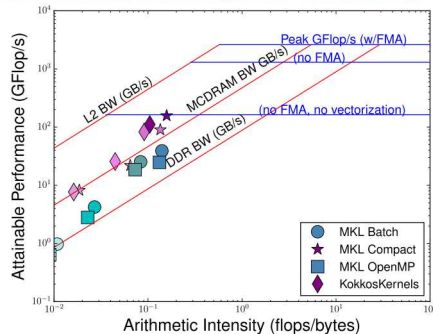 10⁴
Peak GFlop/s (w/FMA)
(no FMA)
10³
L2 BW (GB/s)
MCDRAM BW GB/s)
(no FMA, no vectorization)
10²
DDR BW (GB/s)
10¹
10⁰
10⁻¹
Attainable Performance (GFlop/s)
MKL Batch
MKL Compact
MKL OpenMP
KokkosKernels
10⁻² 10⁻¹ 10⁰ 10¹ 10²
Arithmetic Intensity (flops/bytes)